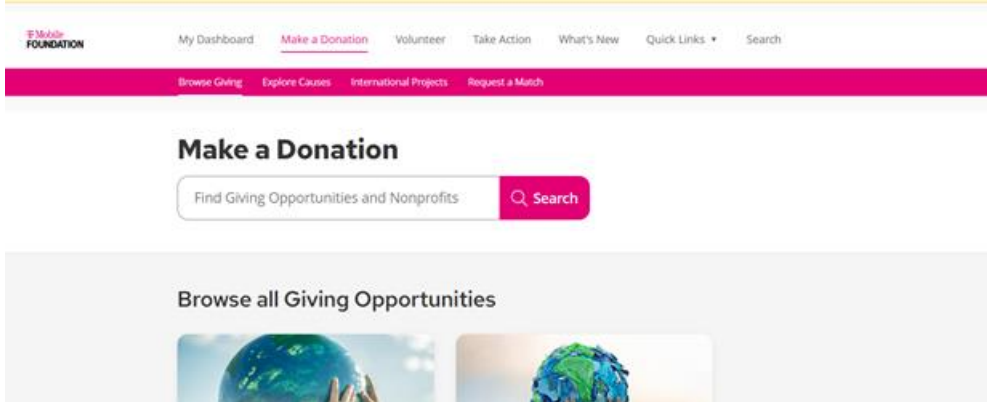 T Mobile
FOUNDATION
My Dashboard Make a Donation Volunteer Take Action What's New Quick Links ▾ Search
Browse Giving Explore Causes International Projects Request a Match
Make a Donation
Find Giving Opportunities and Nonprofits Search
Browse all Giving Opportunities